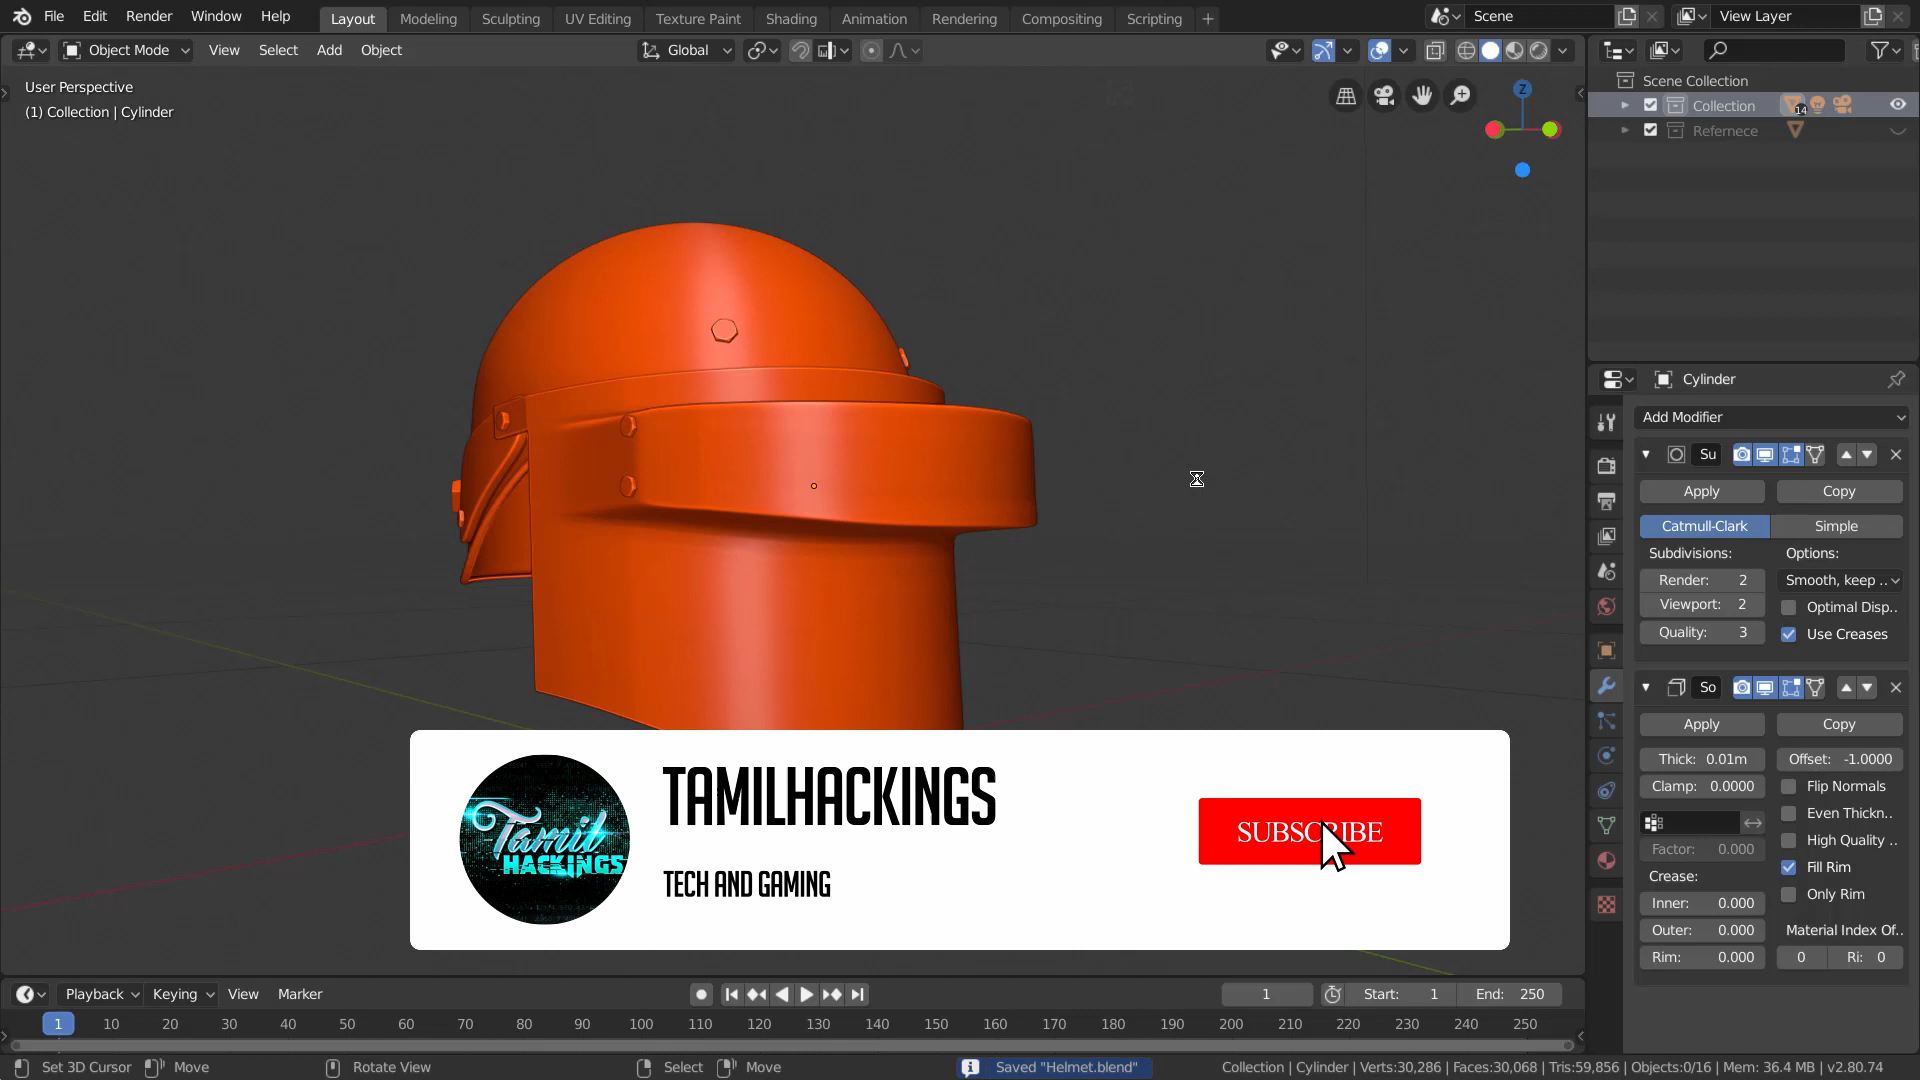 File Edit Render Window Help Layout Modeling Sculpting UV Editing Texture Paint Shading Animation Rendering Compositing Scripting + Scene View Layer
Object Mode View Select Add Object Global
User Perspective
(1) Collection | Cylinder
Z
Scene Collection
Collection 14
Refernece
Cylinder
Add Modifier
Su
Apply Copy
Catmull-Clark Simple
Subdivisions: Options:
Render: 2 Smooth, keep ..
Viewport: 2 Optimal Disp..
Quality: 3 Use Creases
So
Apply Copy
Thick: 0.01m Offset: -1.0000
Clamp: 0.0000 Flip Normals
Even Thickn..
High Quality ..
Factor: 0.000 Fill Rim
Crease: Only Rim
Inner: 0.000
Outer: 0.000 Material Index Of..
Rim: 0.000 0 Ri: 0
TAMILHACKINGS
TECH AND GAMING
Tamil
HACKINGS
SUBSCRIBE
Playback Keying View Marker 1 Start: 1 End: 250
1 10 20 30 40 50 60 70 80 90 100 110 120 130 140 150 160 170 180 190 200 210 220 230 240 250
Set 3D Cursor Move Rotate View Select Move Saved "Helmet.blend" Collection | Cylinder | Verts:30,286 | Faces:30,068 | Tris:59,856 | Objects:0/16 | Mem: 36.4 MB | v2.80.74